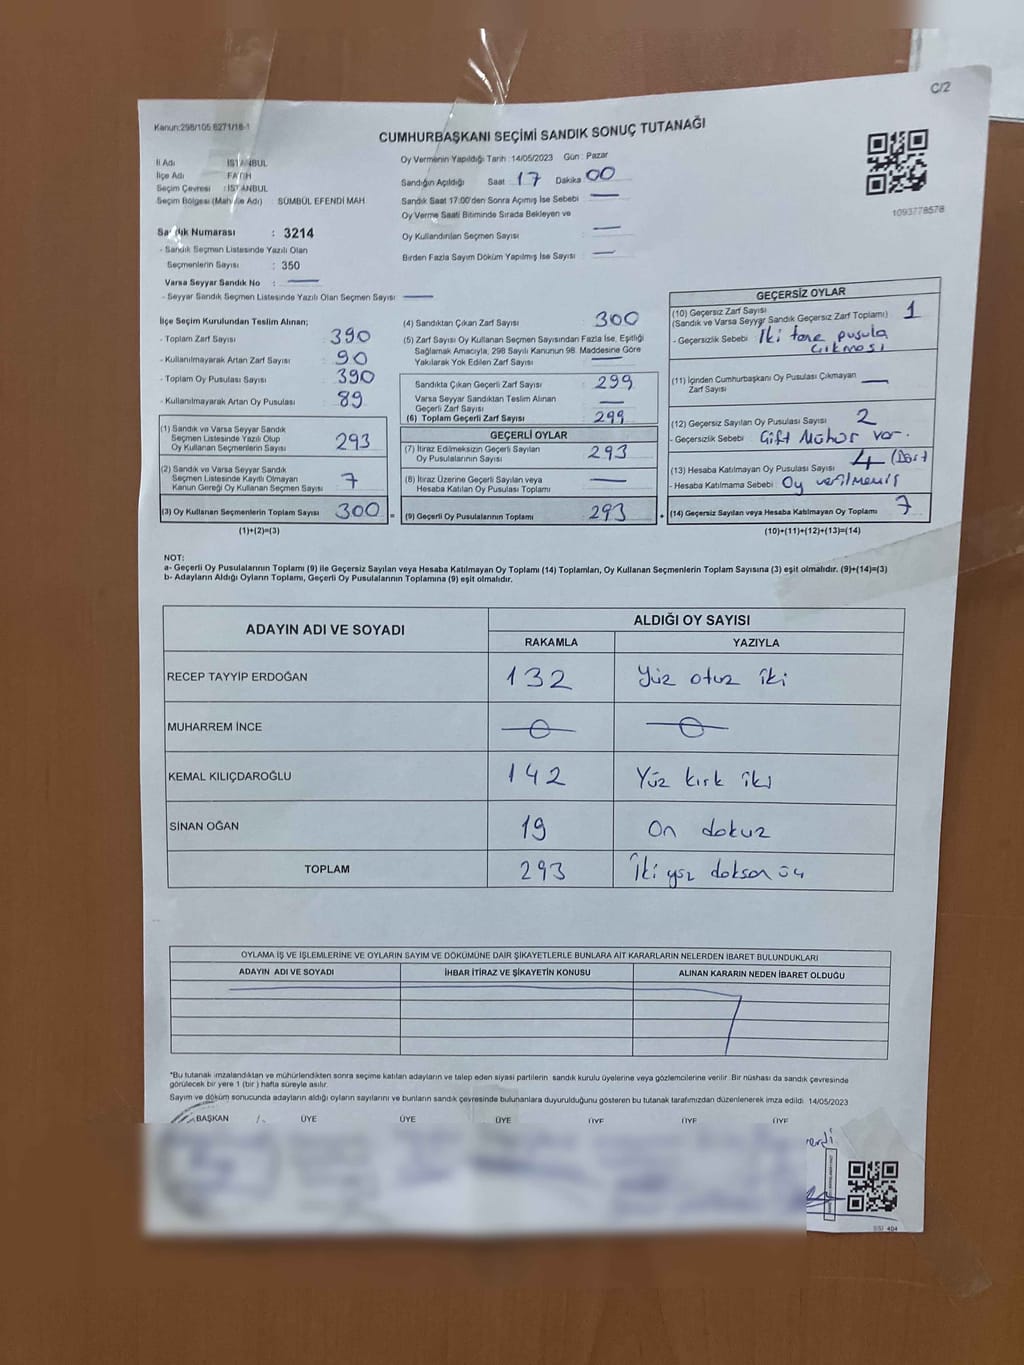 C/2
Kanun:298/105 6271/18-1
CUMHURBAŞKANI SEÇİMİ SANDIK SONUÇ TUTANAĞI
İl Adı İSTANBUL
İlçe Adı FATİH
Seçim Çevresi : İSTANBUL
Seçim Bölgesi (Mahalle Adı) SÜMBÜL EFENDİ MAH.
Sandık Numarası : 3214
- Sandık Seçmen Listesinde Yazılı Olan
Seçmenlerin Sayısı : 350
Varsa Seyyar Sandık No : —
- Seyyar Sandık Seçmen Listesinde Yazılı Olan Seçmen Sayısı —
Oy Vermenin Yapıldığı Tarih : 14/05/2023 Gün : Pazar
Sandığın Açıldığı Saat : 17 Dakika : 00
Sandık Saat 17:00'den Sonra Açımış İse Sebebi —
Oy Verme Saati Bitiminde Sırada Bekleyen ve
Oy Kullandırılan Seçmen Sayısı —
Birden Fazla Sayım Döküm Yapılmış İse Sayısı —
1093778578
İlçe Seçim Kurulundan Teslim Alınan;
- Toplam Zarf Sayısı : 390
- Kullanılmayarak Artan Zarf Sayısı : 90
- Toplam Oy Pusulası Sayısı : 390
- Kullanılmayarak Artan Oy Pusulası : 89
(1) Sandık ve Varsa Seyyar Sandık
Seçmen Listesinde Yazılı Olup
Oy Kullanan Seçmenlerin Sayısı : 293
(2) Sandık ve Varsa Seyyar Sandık
Seçmen Listesinde Kayıtlı Olmayan
Kanun Gereği Oy Kullanan Seçmen Sayısı : 7
(3) Oy Kullanan Seçmenlerin Toplam Sayısı : 300 =
(1)+(2)=(3)
(4) Sandıktan Çıkan Zarf Sayısı : 300
(5) Zarf Sayısı Oy Kullanan Seçmen Sayısından Fazla İse, Eşitliği
Sağlamak Amacıyla, 298 Sayılı Kanunun 98. Maddesine Göre
Yakılarak Yok Edilen Zarf Sayısı : —
Sandıkta Çıkan Geçerli Zarf Sayısı : 299
Varsa Seyyar Sandıktan Teslim Alınan
Geçerli Zarf Sayısı : —
(6) Toplam Geçerli Zarf Sayısı : 299
GEÇERLİ OYLAR
(7) İtiraz Edilmeksizin Geçerli Sayılan
Oy Pusulalarının Sayısı : 293
(8) İtiraz Üzerine Geçerli Sayılan veya
Hesaba Katılan Oy Pusulası Toplamı : —
(9) Geçerli Oy Pusulalarının Toplamı : 293 +
GEÇERSİZ OYLAR
(10) Geçersiz Zarf Sayısı
(Sandık ve Varsa Seyyar Sandık Geçersiz Zarf Toplamı) : 1
- Geçersizlik Sebebi : İki tane pusula
çıkması
(11) İçinden Cumhurbaşkanı Oy Pusulası Çıkmayan
Zarf Sayısı : —
(12) Geçersiz Sayılan Oy Pusulası Sayısı : 2
- Geçersizlik Sebebi : Çift Mühür var.
(13) Hesaba Katılmayan Oy Pusulası Sayısı : 4 (Dört
- Hesaba Katılmama Sebebi : Oy verilmemiş
(14) Geçersiz Sayılan veya Hesaba Katılmayan Oy Toplamı : 7
(10)+(11)+(12)+(13)=(14)
NOT:
a- Geçerli Oy Pusulalarının Toplamı (9) ile Geçersiz Sayılan veya Hesaba Katılmayan Oy Toplamı (14) Toplamları, Oy Kullanan Seçmenlerin Toplam Sayısına (3) eşit olmalıdır. (9)+(14)=(3)
b- Adayların Aldığı Oyların Toplamı, Geçerli Oy Pusulalarının Toplamına (9) eşit olmalıdır.
ADAYIN ADI VE SOYADI ALDIĞI OY SAYISI
RAKAMLA YAZIYLA
RECEP TAYYİP ERDOĞAN 132 Yüz otuz iki
MUHARREM İNCE 0 0
KEMAL KILIÇDAROĞLU 142 Yüz kırk iki
SİNAN OĞAN 19 On dokuz
TOPLAM 293 İki yüz doksan üç
OYLAMA İŞ VE İŞLEMLERİNE VE OYLARIN SAYIM VE DÖKÜMÜNE DAİR ŞİKAYETLERLE BUNLARA AİT KARARLARIN NELERDEN İBARET BULUNDUKLARI
ADAYIN ADI VE SOYADI İHBAR İTİRAZ VE ŞİKAYETİN KONUSU ALINAN KARARIN NEDEN İBARET OLDUĞU
*Bu tutanak imzalandıktan ve mühürlendikten sonra seçime katılan adayların ve talep eden siyasi partilerin sandık kurulu üyelerine veya gözlemcilerine verilir. Bir nüshası da sandık çevresinde
görülecek bir yere 1 (bir) hafta süreyle asılır.
Sayım ve döküm sonucunda adayların aldığı oyların sayılarını ve bunların sandık çevresinde bulunanlara duyurulduğunu gösteren bu tutanak tarafımızdan düzenlenerek imza edildi. 14/05/2023
BAŞKAN ÜYE ÜYE ÜYE ÜYE ÜYE ÜYE